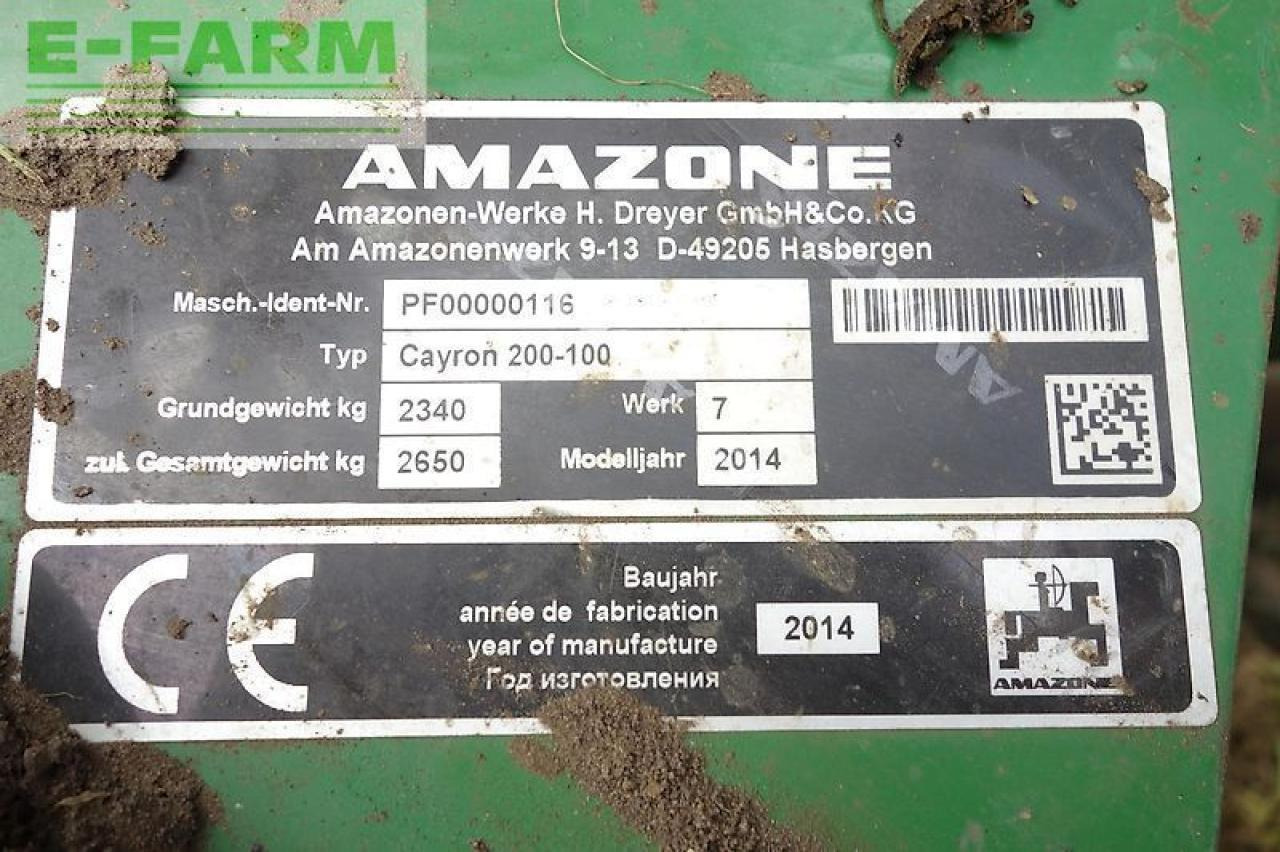 E-FARM
AMAZONE
Amazonen-Werke H. Dreyer GmbH&Co.KG
Am Amazonenwerk 9-13 D-49205 Hasbergen
Masch.-Ident-Nr. PF00000116
Typ Cayron 200-100
Grundgewicht kg 2340 Werk 7
zul. Gesamtgewicht kg 2650 Modelljahr 2014
CE
Baujahr
année de fabrication
year of manufacture 2014
Год изготовления
AMAZONE